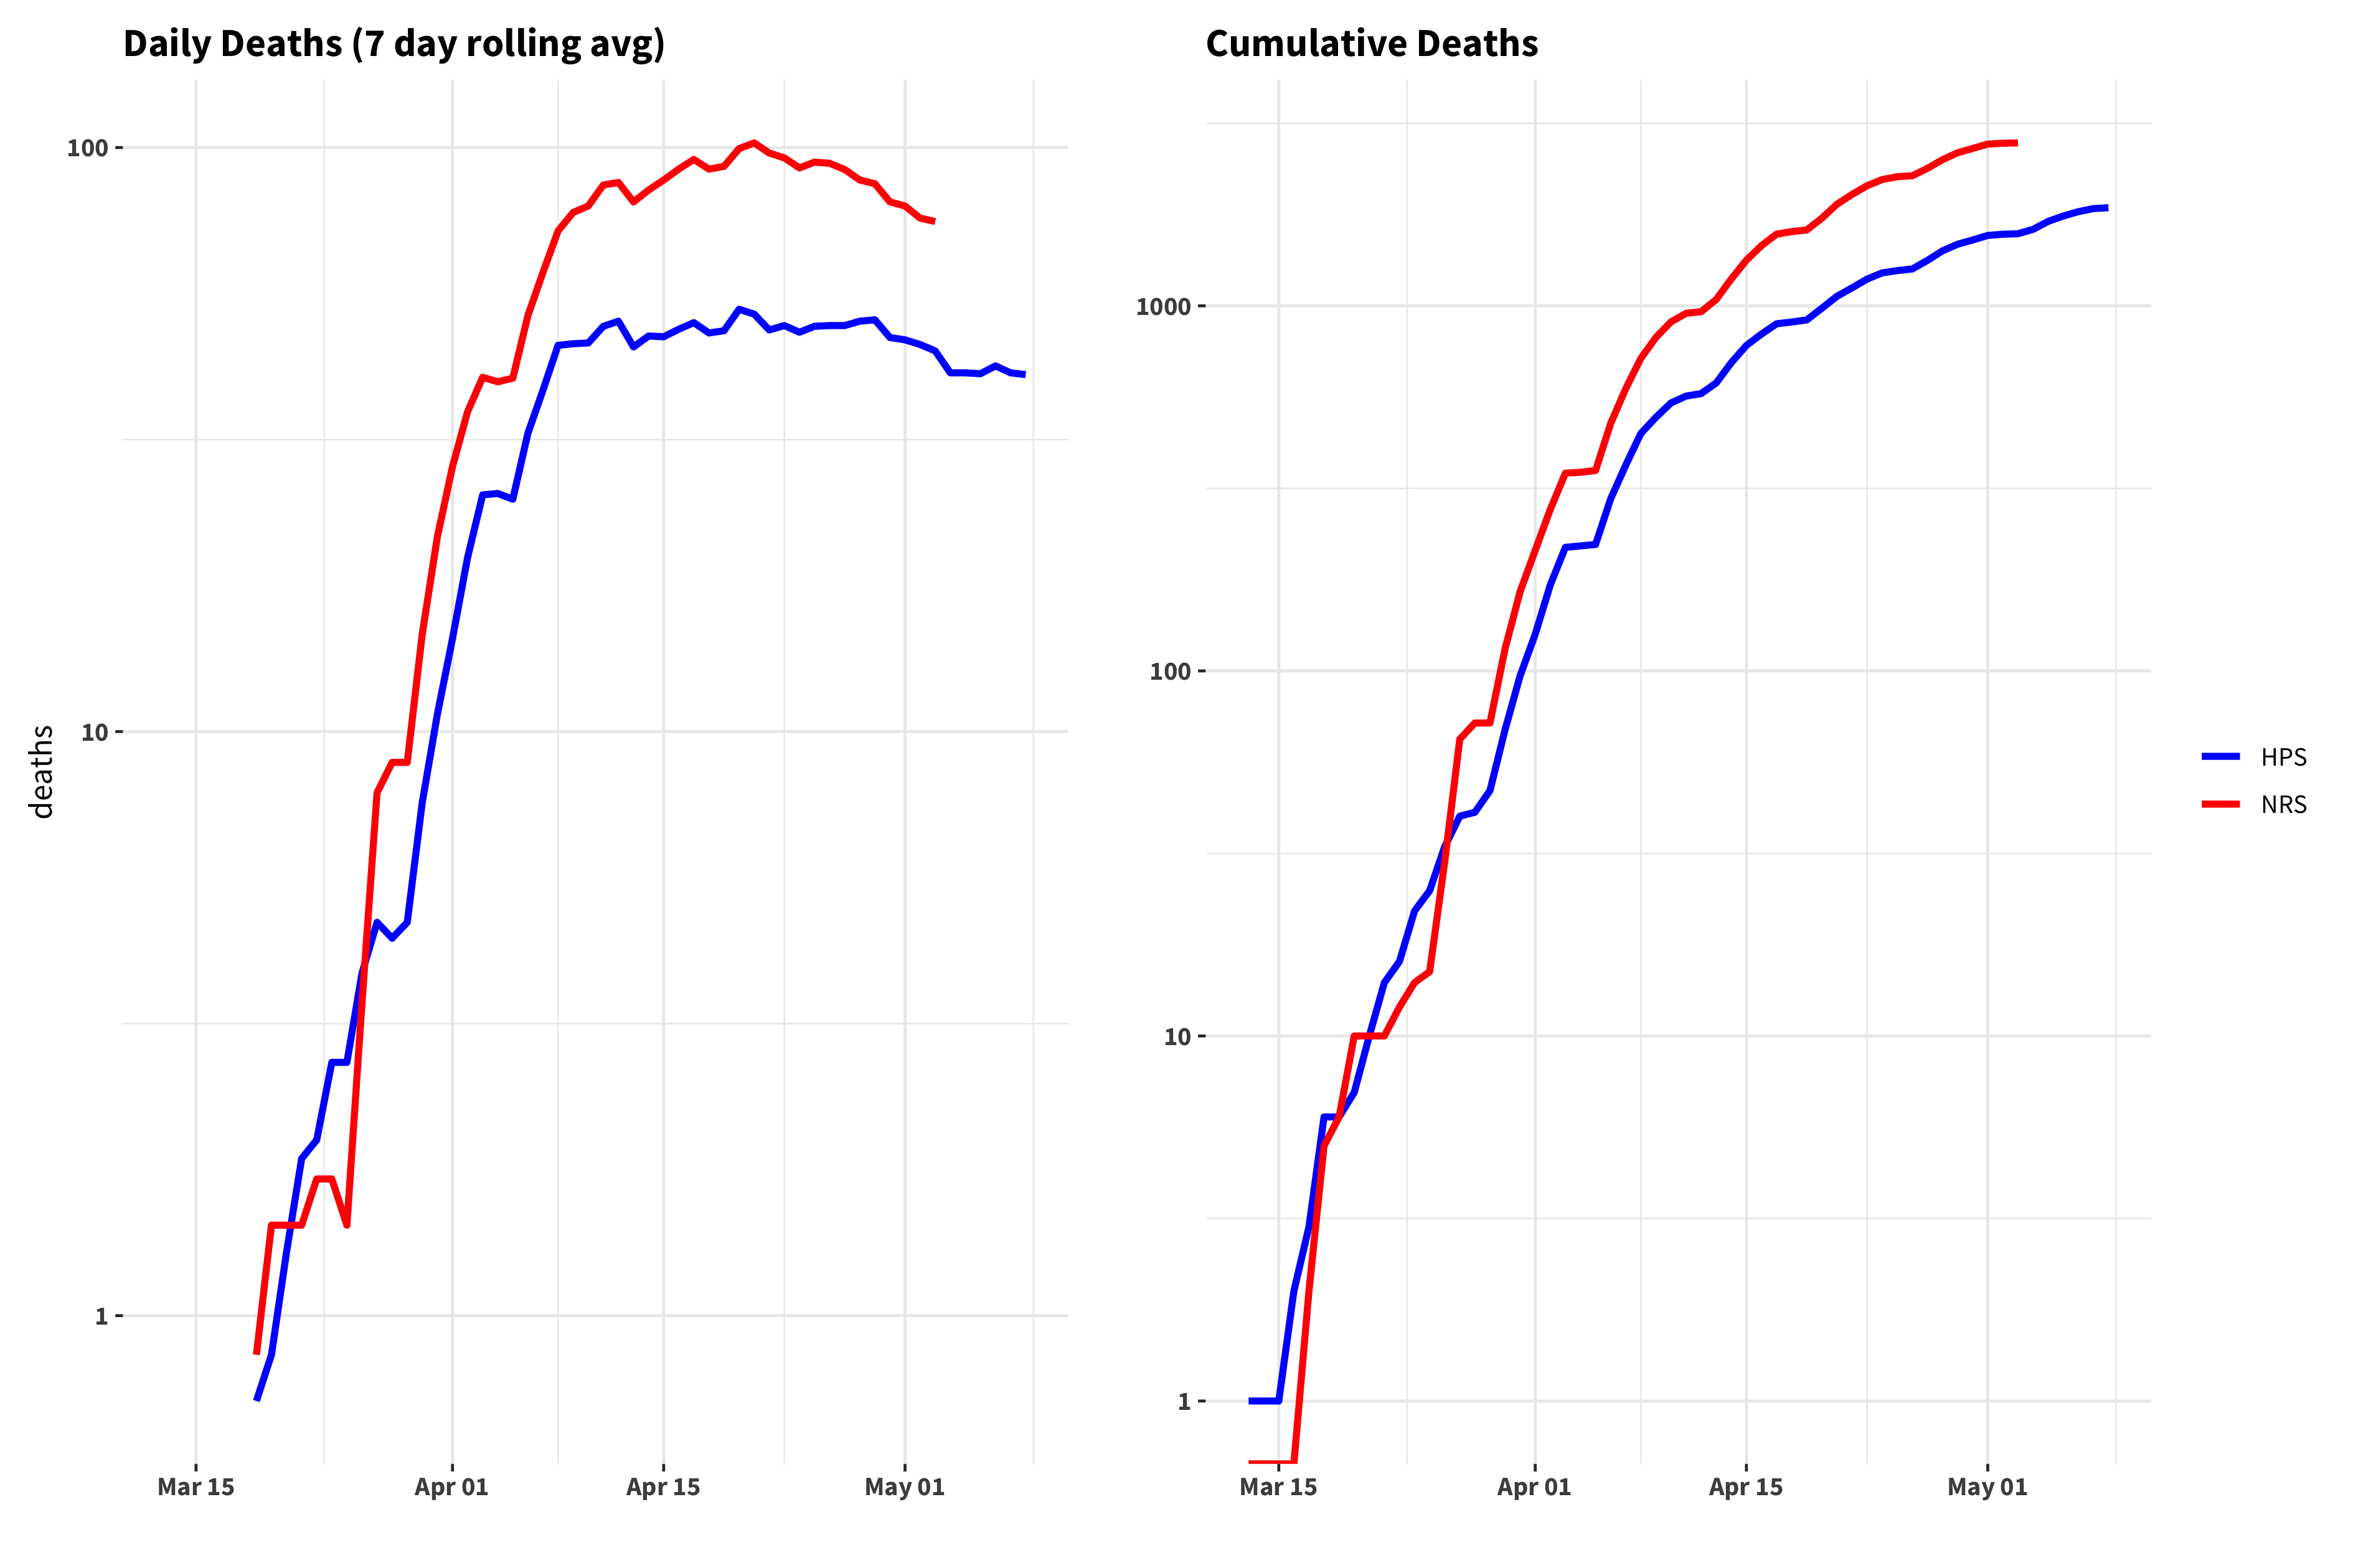 Daily Deaths (7 day rolling avg)
100
10
1
deaths
Mar 15
Apr 01
Apr 15
May 01
Cumulative Deaths
1000
100
10
1
Mar 15
Apr 01
Apr 15
May 01
HPS
NRS